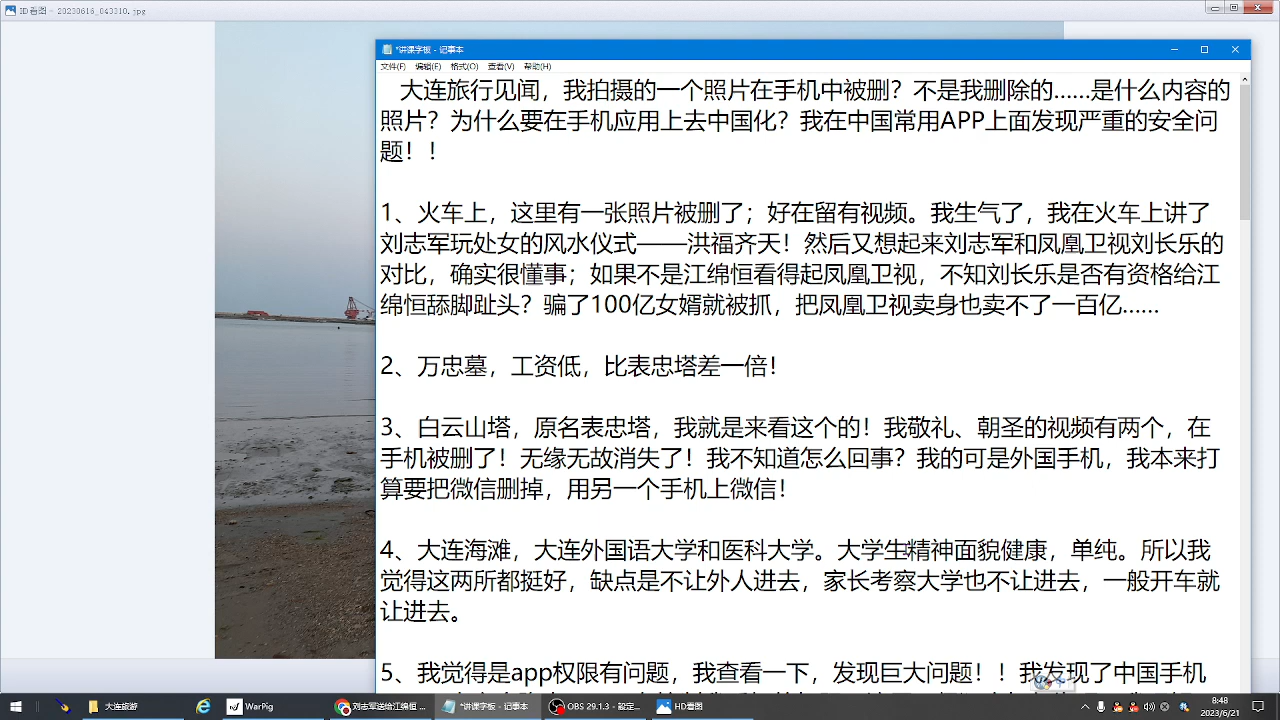 ID看图 - 20230616_043310.jpg
*讲课字板 - 记事本
文件(F) 编辑(E) 格式(O) 查看(V) 帮助(H)
大连旅行见闻，我拍摄的一个照片在手机中被删？不是我删除的……是什么内容的
照片？为什么要在手机应用上去中国化？我在中国常用APP上面发现严重的安全问
题！！
1、火车上，这里有一张照片被删了；好在留有视频。我生气了，我在火车上讲了
刘志军玩处女的风水仪式——洪福齐天！然后又想起来刘志军和凤凰卫视刘长乐的
对比，确实很懂事；如果不是江绵恒看得起凤凰卫视，不知刘长乐是否有资格给江
绵恒舔脚趾头？骗了100亿女婿就被抓，把凤凰卫视卖身也卖不了一百亿……
2、万忠墓，工资低，比表忠塔差一倍！
3、白云山塔，原名表忠塔，我就是来看这个的！我敬礼、朝圣的视频有两个，在
手机被删了！无缘无故消失了！我不知道怎么回事？我的可是外国手机，我本来打
算要把微信删掉，用另一个手机上微信！
4、大连海滩，大连外国语大学和医科大学。大学生精神面貌健康，单纯。所以我
觉得这两所都挺好，缺点是不让外人进去，家长考察大学也不让进去，一般开车就
让进去。
5、我觉得是app权限有问题，我查看一下，发现巨大问题！！我发现了中国手机
大连旅游 WarPig *讲课字板 - 记事... OBS 29.1.3 - 设定... HD看图
8:48
2023/6/21